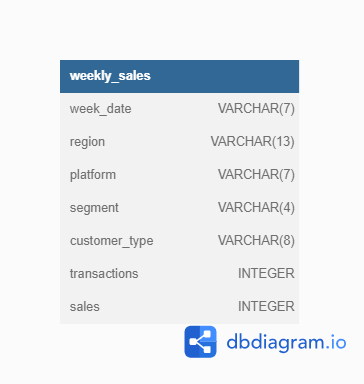 weekly_sales
week_date VARCHAR(7)
region VARCHAR(13)
platform VARCHAR(7)
segment VARCHAR(4)
customer_type VARCHAR(8)
transactions INTEGER
sales INTEGER
dbdiagram.io